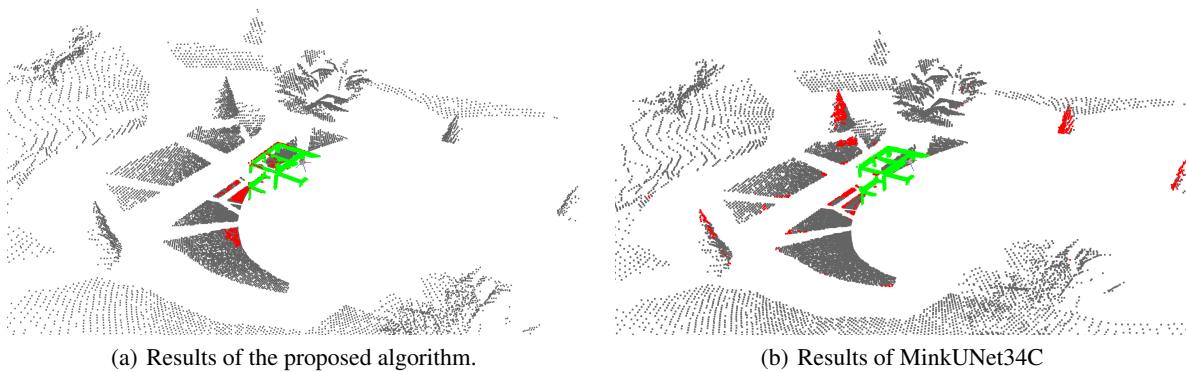 (a) Results of the proposed algorithm.
(b) Results of MinkUNet34C